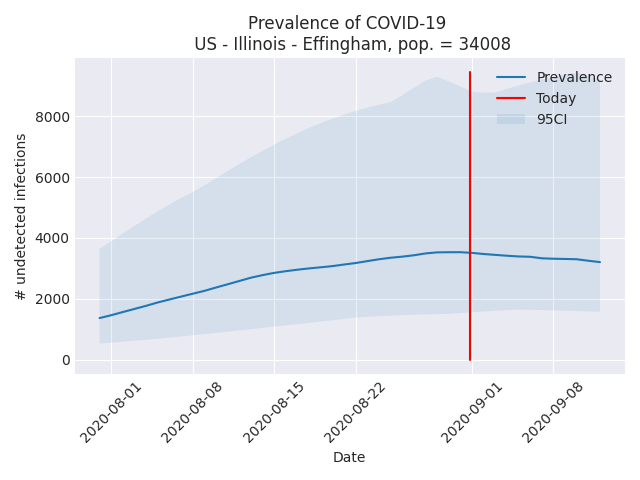 Prevalence of COVID-19
US - Illinois - Effingham, pop. = 34008
Prevalence
Today
95CI
# undetected infections
8000
6000
4000
2000
0
2020-08-01
2020-08-08
2020-08-15
2020-08-22
2020-09-01
2020-09-08
Date